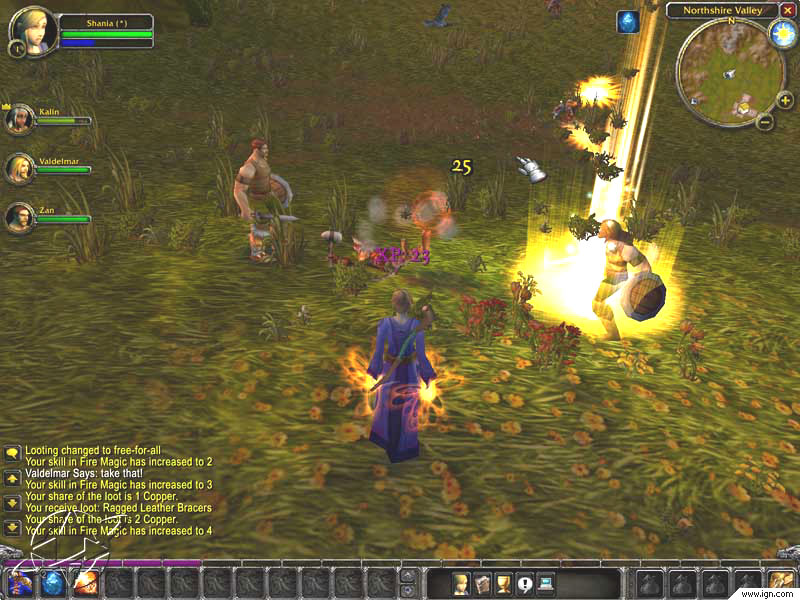 Shania (*)
Northshire Valley
N
Kalin
Valdelmar
Zan
25
XP: 23
Looting changed to free-for-all
Your skill in Fire Magic has increased to 2
Valdelmar Says: take that!
Your skill in Fire Magic has increased to 3
Your share of the loot is 1 Copper.
You receive loot: Ragged Leather Bracers
Your share of the loot is 2 Copper.
Your skill in Fire Magic has increased to 4
www.ign.com